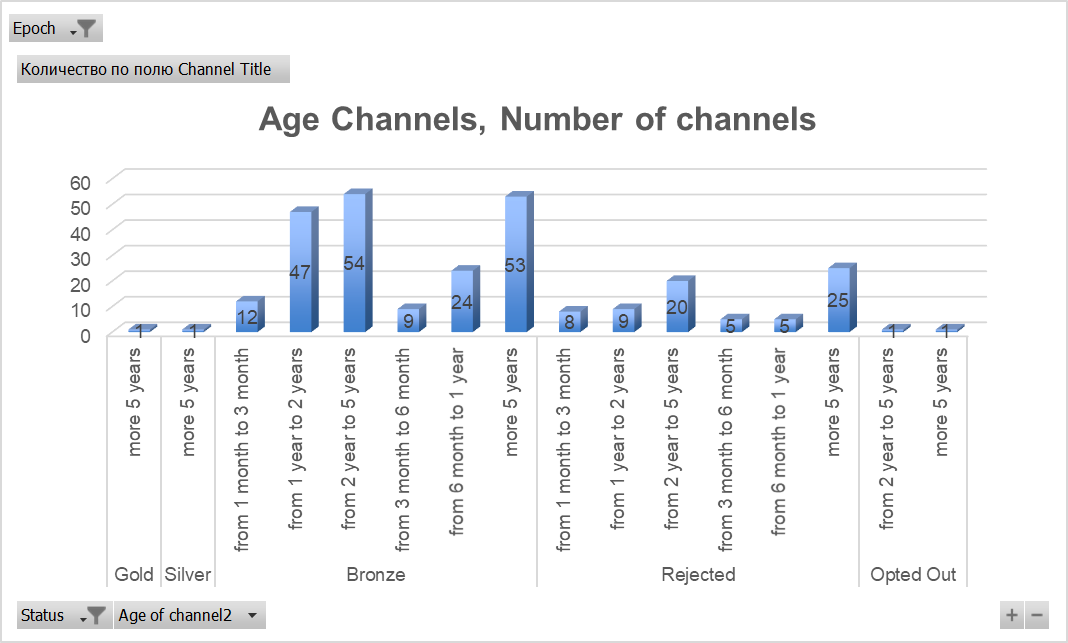 Epoch
Количество по полю Channel Title
Age Channels, Number of channels
60
50
40
30
20
10
0
1
1
12
47
54
9
24
53
8
9
20
5
5
25
1
1
more 5 years
more 5 years
from 1 month to 3 month
from 1 year to 2 years
from 2 year to 5 years
from 3 month to 6 month
from 6 month to 1 year
more 5 years
from 1 month to 3 month
from 1 year to 2 years
from 2 year to 5 years
from 3 month to 6 month
from 6 month to 1 year
more 5 years
from 2 year to 5 years
more 5 years
Gold
Silver
Bronze
Rejected
Opted Out
Status
Age of channel2
+
−